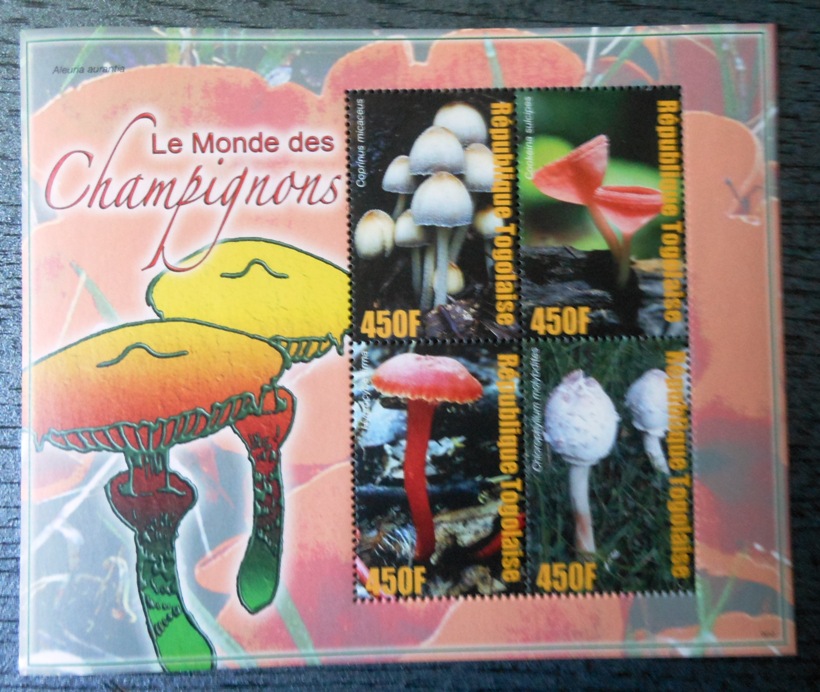 Aleuria aurantia
Le Monde des
Champignons
Coprinus micaceus
République Togolaise
450F
Cookeina sulcipes
République Togolaise
450F
République Togolaise
450F
Chlorophyllum molybdites
République Togolaise
450F